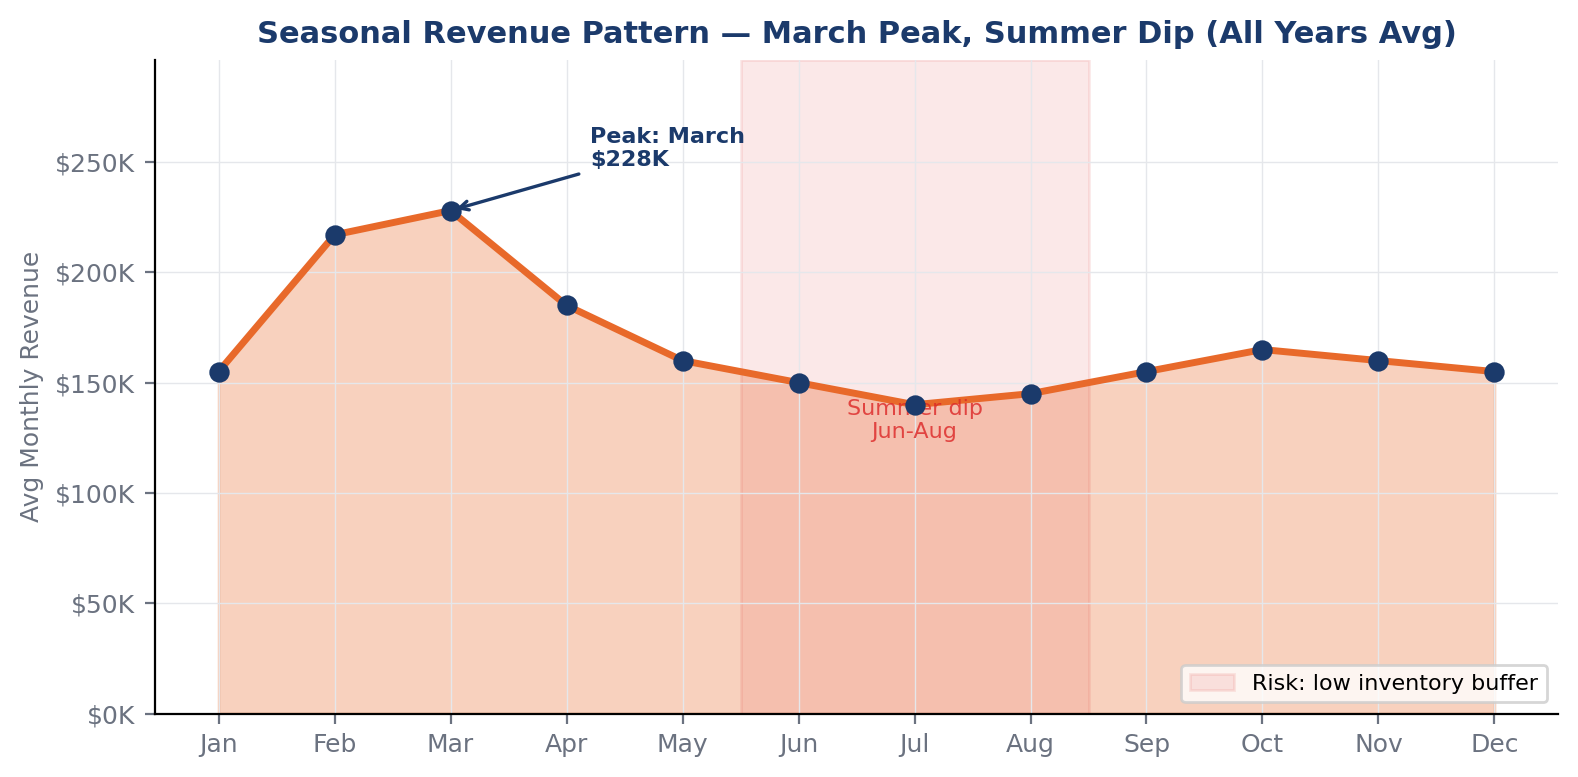 Seasonal Revenue Pattern — March Peak, Summer Dip (All Years Avg)
Peak: March
$228K
Avg Monthly Revenue
$250K
$200K
$150K
$100K
$50K
$0K
Summer dip
Jun-Aug
Risk: low inventory buffer
Jan Feb Mar Apr May Jun Jul Aug Sep Oct Nov Dec